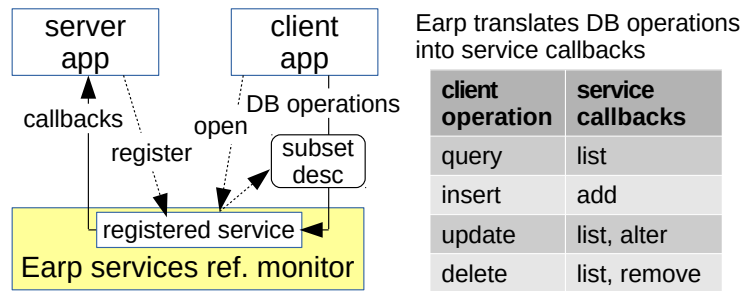 server
app
client
app
callbacks
register
open
DB operations
subset
desc
registered service
Earp services ref. monitor
Earp translates DB operations
into service callbacks
client operation service callbacks
query list
insert add
update list, alter
delete list, remove